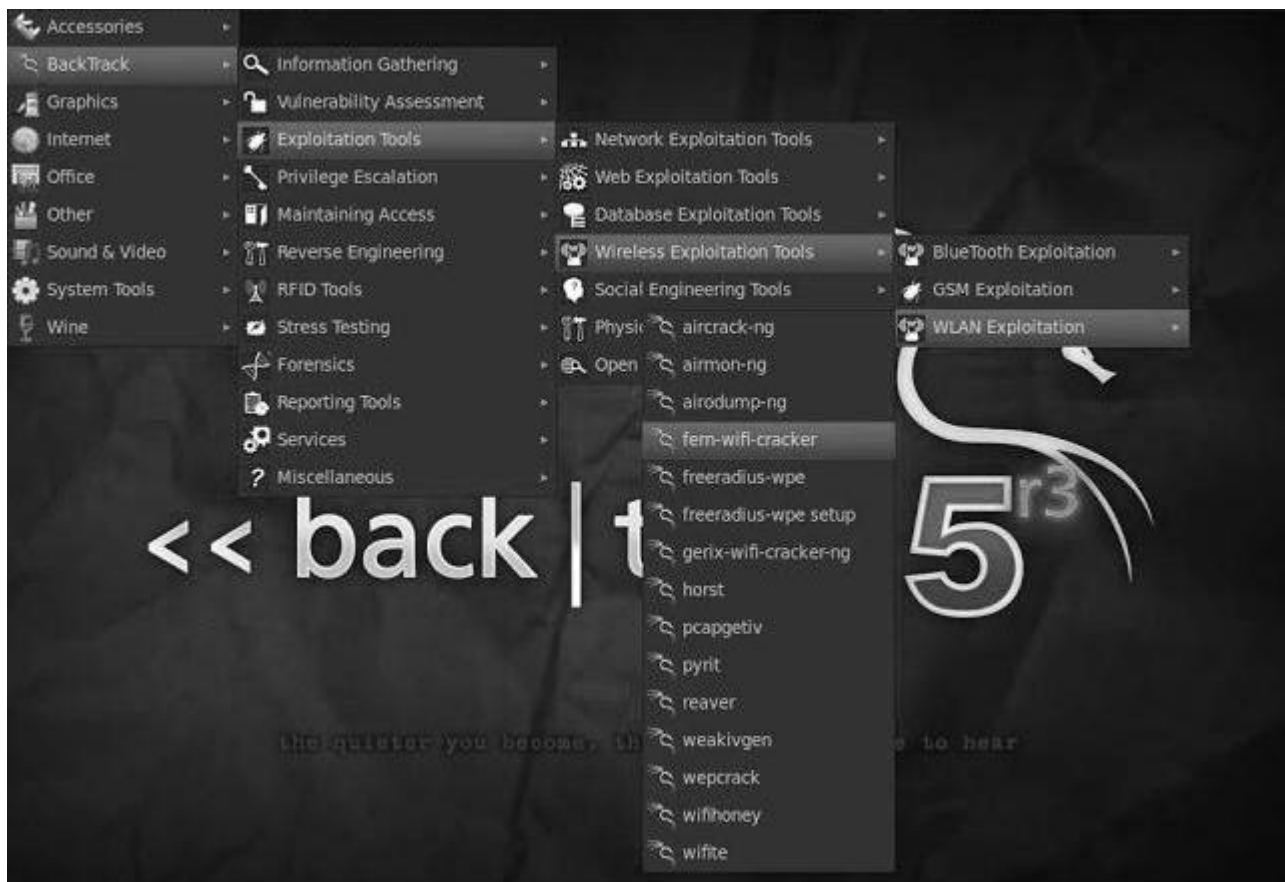 Accessories
BackTrack
Graphics
Internet
Office
Other
Sound & Video
System Tools
Wine
Information Gathering
Vulnerability Assessment
Exploitation Tools
Privilege Escalation
Maintaining Access
Reverse Engineering
RFID Tools
Stress Testing
Forensics
Reporting Tools
Services
Miscellaneous
Network Exploitation Tools
Web Exploitation Tools
Database Exploitation Tools
Wireless Exploitation Tools
Social Engineering Tools
Physic
Open
BlueTooth Exploitation
GSM Exploitation
WLAN Exploitation
aircrack-ng
airmon-ng
airodump-ng
fern-wifi-cracker
freeradius-wpe
freeradius-wpe setup
gerix-wifi-cracker-ng
horst
pcapgetiv
pyrit
reaver
weakivgen
wepcrack
wifihoney
wifite
<< back | t 5 r3
the quieter you become, th e to hear